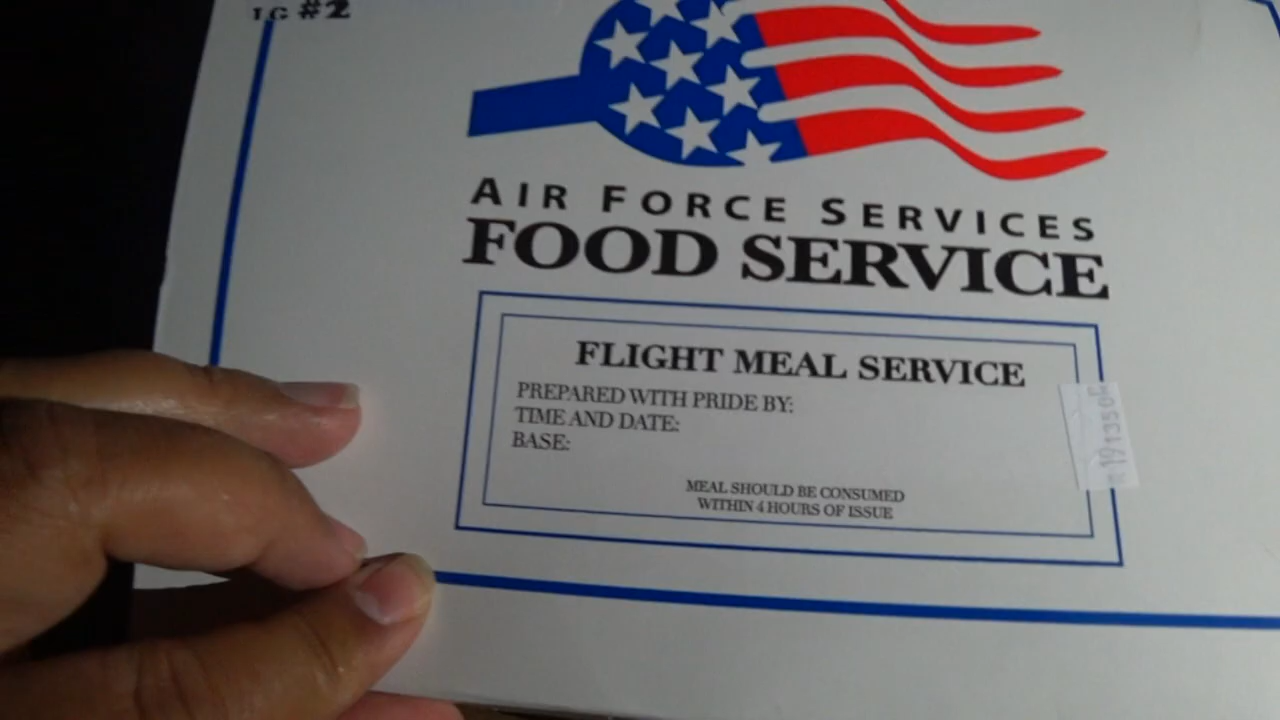 #2
AIR FORCE SERVICES
FOOD SERVICE
FLIGHT MEAL SERVICE
PREPARED WITH PRIDE BY:
TIME AND DATE:
BASE:
MEAL SHOULD BE CONSUMED
WITHIN 4 HOURS OF ISSUE